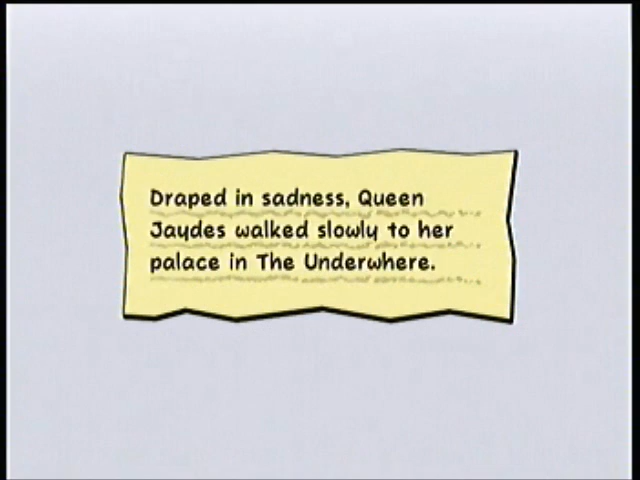 Draped in sadness, Queen
Jaydes walked slowly to her
palace in The Underwhere.